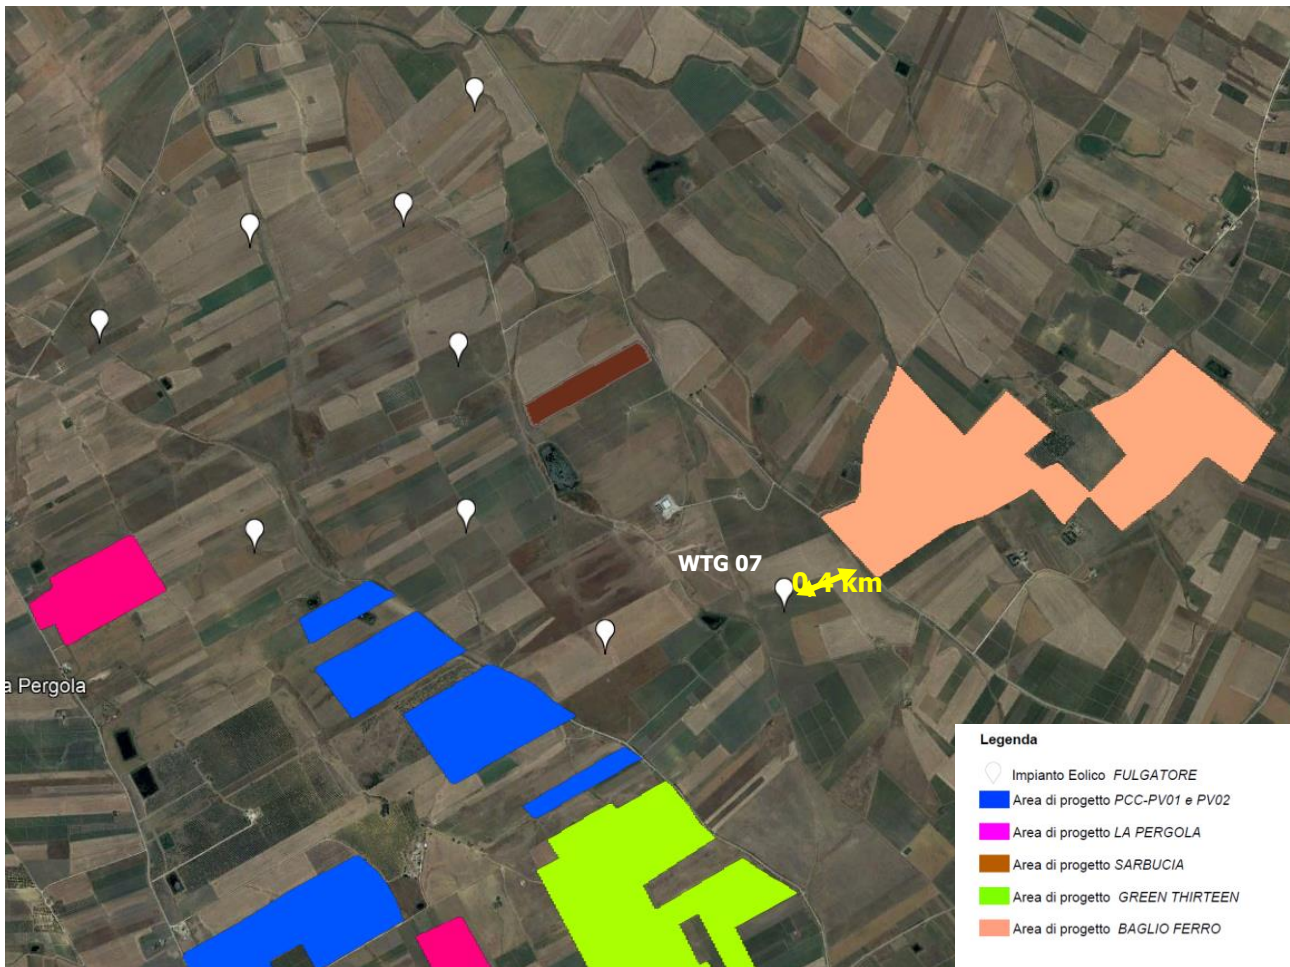 WTG 07
0.4 km
a Pergola
Legenda
Impianto Eolico FULGATORE
Area di progetto PCC-PV01 e PV02
Area di progetto LA PERGOLA
Area di progetto SARBUCIA
Area di progetto GREEN THIRTEEN
Area di progetto BAGLIO FERRO